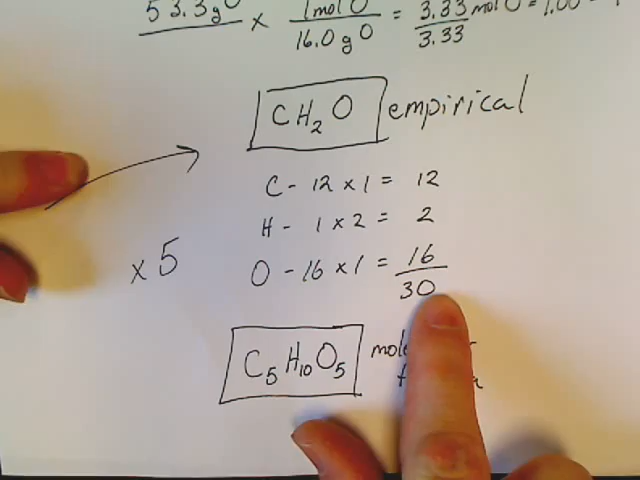 53.3g O × 1 mol O / 16.0 g O = 3.33 mol O / 3.33 = 1.00
CH₂O empirical
C - 12 × 1 = 12
H - 1 × 2 = 2
O - 16 × 1 = 16
× 5
30
C₅H₁₀O₅